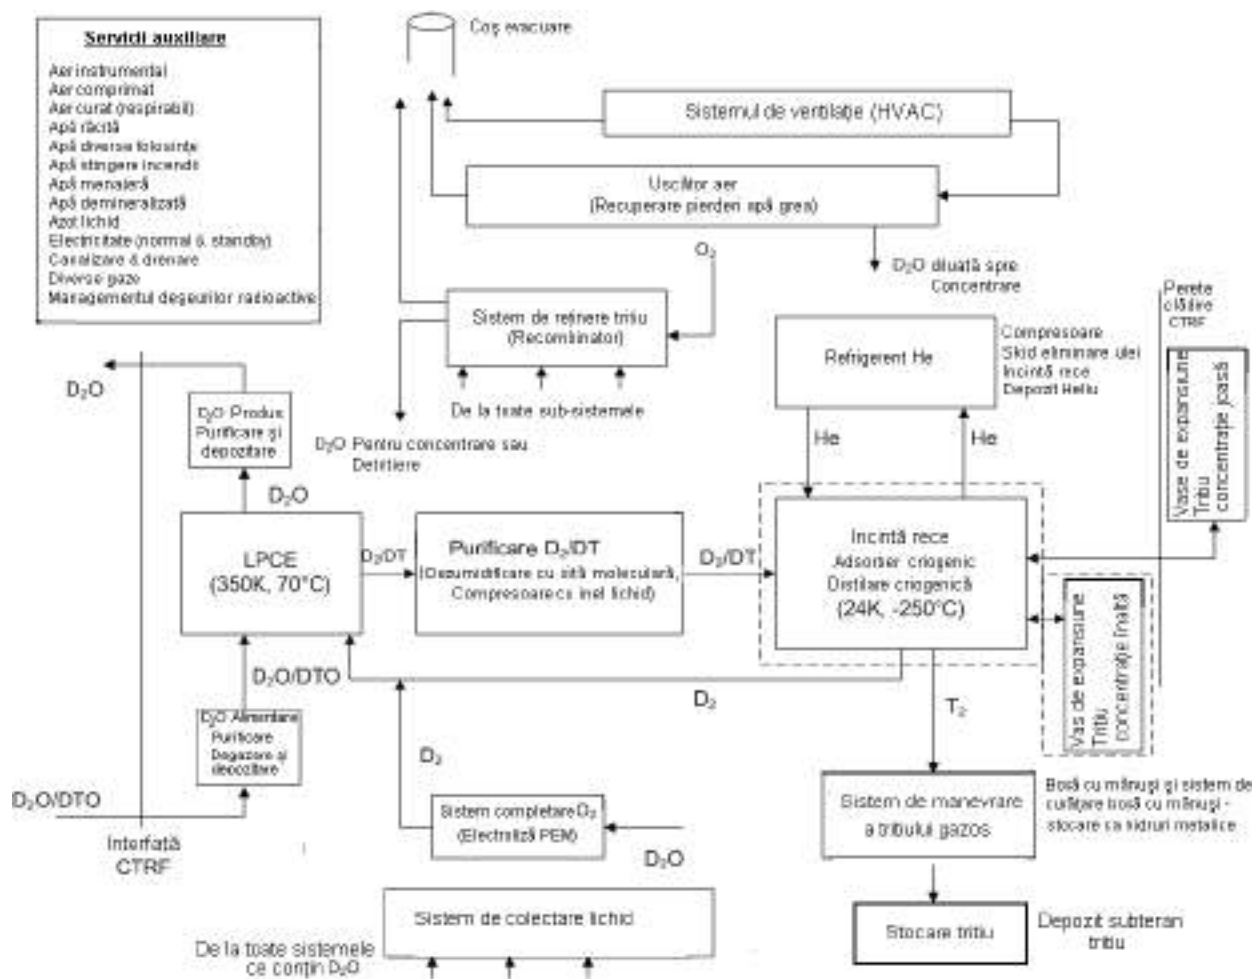 Servicii auxiliare
Aer instrumental
Aer comprimat
Aer curat (respirabil)
Apă răcită
Apă diverse folosințe
Apă stingere incendii
Apă menajeră
Apă demineralizată
Azot lichid
Electricitate (normal & standby)
Canalizare & drenare
Diverse gaze
Managementul deșeurilor radioactive
Coș evacuare
Sistemul de ventilație (HVAC)
Uscător aer
(Recuperare pierderi apă grea)
O₂
D₂O diluată spre
Concentrare
Sistem de reținere tritiu
(Recombinator)
De la toate sub-sistemele
D₂O Pentru concentrare sau
Detritiere
Refrigerent He
Compresoare
Skid eliminare ulei
Incintă rece
Depozit Heliu
Perete
clădire
CTRF
Vase de expansiune
Tritiu
concentrație joasă
He
He
D₂O
D₂O Produs
Purificare și
depozitare
D₂O
LPCE
(350K, 70°C)
D₂/DT
Purificare D₂/DT
(Dezumidificare cu sită moleculară,
Compresoare cu inel lichid)
D₂/DT
Incintă rece
Adsorber criogenic
Distilare criogenică
(24K, -250°C)
Vas de expansiune
Tritiu
concentrație înaltă
D₂O/DTO
D₂
T₂
D₂O Alimentare
Purificare
Degazare și
depozitare
D₂O/DTO
Interfață
CTRF
D₂
Sistem completare D₂
(Electroliză PEM)
D₂O
Sistem de manevrare
a tritiului gazos
Boxă cu mănuși și sistem de
curățare boxă cu mănuși -
stocare ca hidruri metalice
Sistem de colectare lichid
De la toate sistemele
ce conțin D₂O
Stocare tritiu
Depozit subteran
tritiu